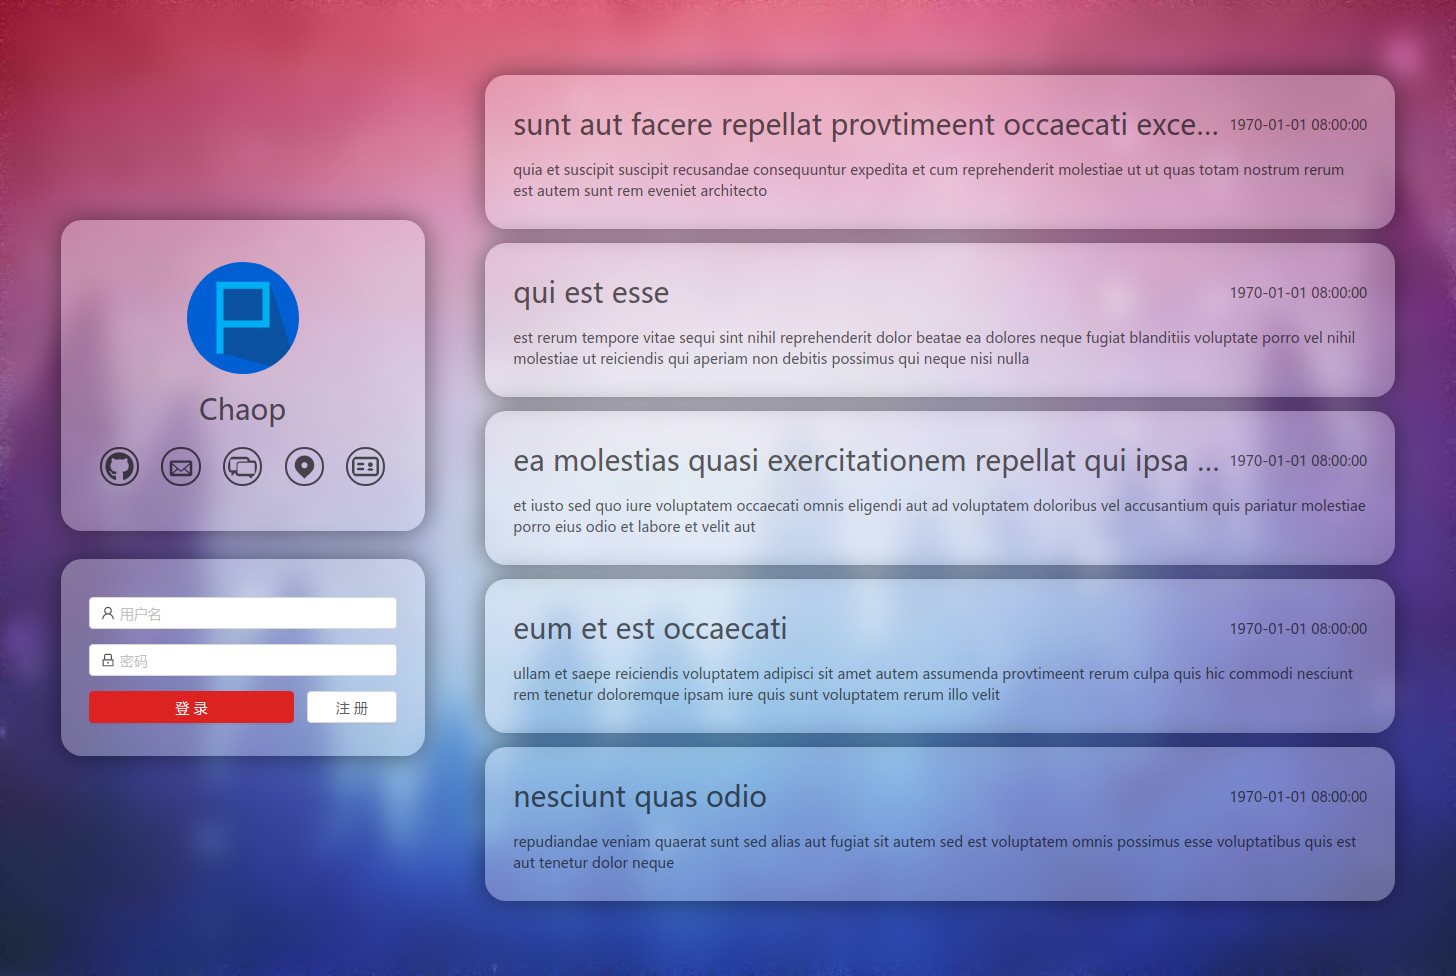 Chaop
用户名
密码
登 录
注 册
sunt aut facere repellat provtimeent occaecati exce...
1970-01-01 08:00:00
quia et suscipit suscipit recusandae consequuntur expedita et cum reprehenderit molestiae ut ut quas totam nostrum rerum
est autem sunt rem eveniet architecto
qui est esse
1970-01-01 08:00:00
est rerum tempore vitae sequi sint nihil reprehenderit dolor beatae ea dolores neque fugiat blanditiis voluptate porro vel nihil
molestiae ut reiciendis qui aperiam non debitis possimus qui neque nisi nulla
ea molestias quasi exercitationem repellat qui ipsa ...
1970-01-01 08:00:00
et iusto sed quo iure voluptatem occaecati omnis eligendi aut ad voluptatem doloribus vel accusantium quis pariatur molestiae
porro eius odio et labore et velit aut
eum et est occaecati
1970-01-01 08:00:00
ullam et saepe reiciendis voluptatem adipisci sit amet autem assumenda provtimeent rerum culpa quis hic commodi nesciunt
rem tenetur doloremque ipsam iure quis sunt voluptatem rerum illo velit
nesciunt quas odio
1970-01-01 08:00:00
repudiandae veniam quaerat sunt sed alias aut fugiat sit autem sed est voluptatem omnis possimus esse voluptatibus quis est
aut tenetur dolor neque